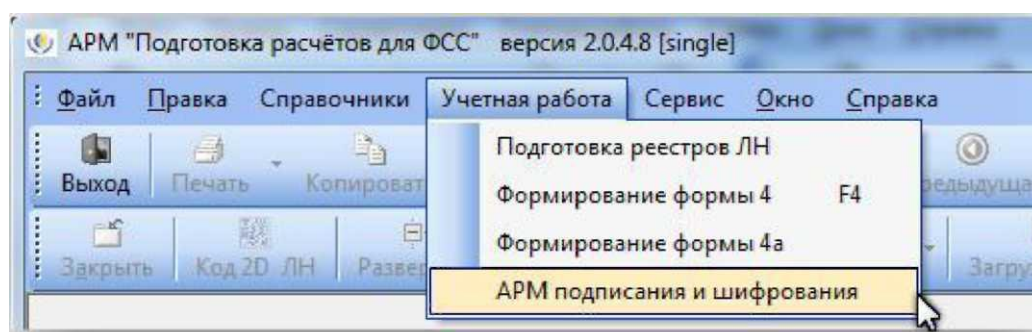 АРМ "Подготовка расчётов для ФСС" версия 2.0.4.8 [single]
Файл Правка Справочники Учетная работа Сервис Окно Справка
Подготовка реестров ЛН
Выход Печать
Формирование формы 4 F4
Формирование формы 4а
Закрыть Код 2D ЛН
АРМ подписания и шифрования